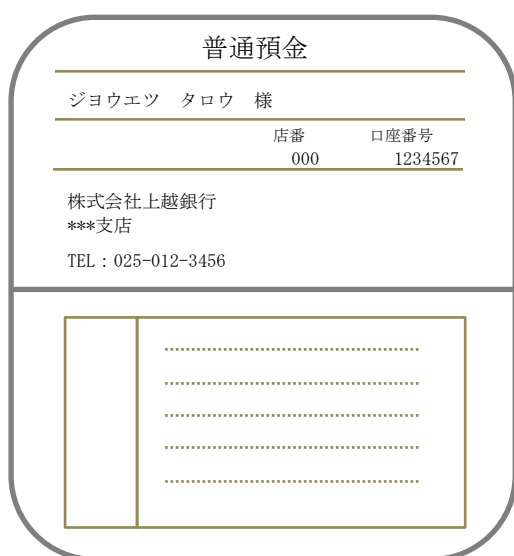 普通預金
ジョウエツ　タロウ　様
店番　口座番号
000　1234567
株式会社上越銀行
***支店
TEL：025-012-3456